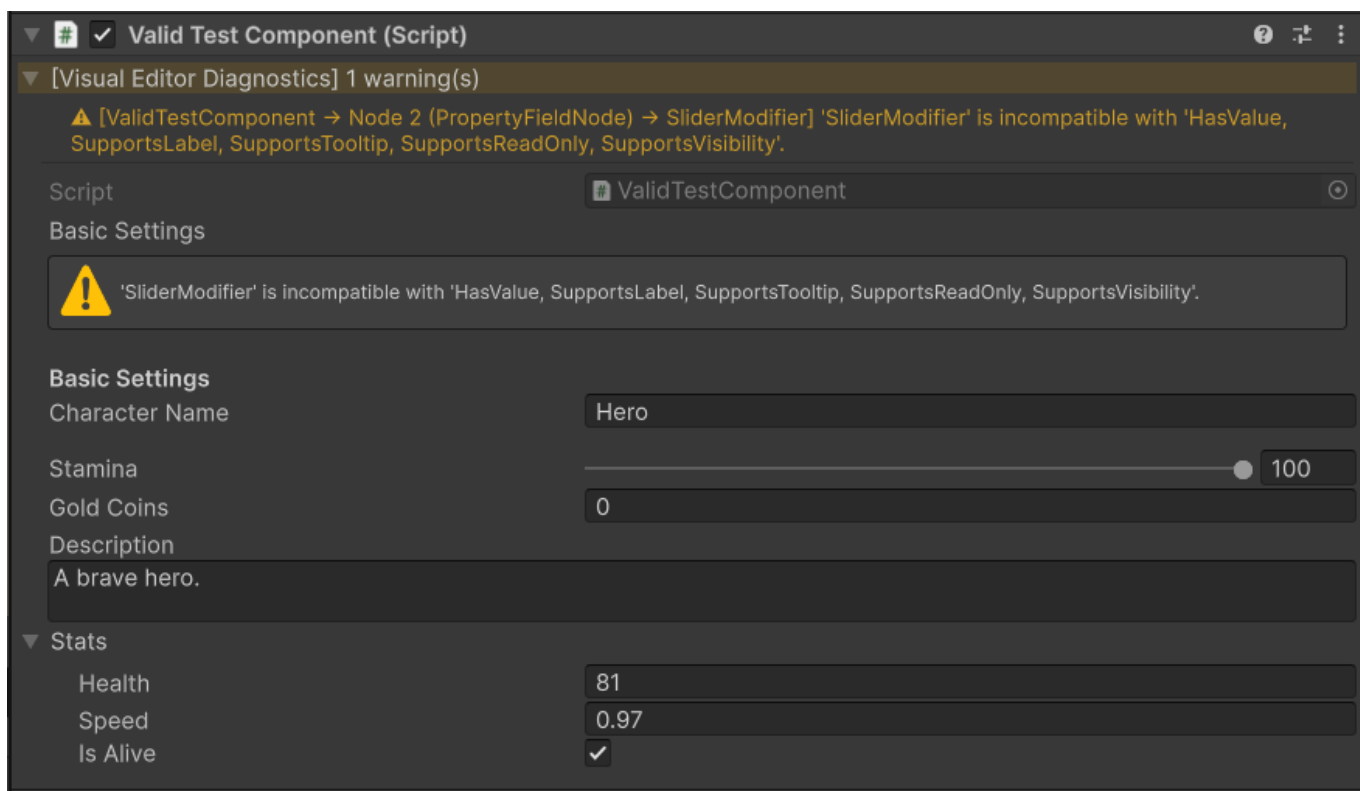 Valid Test Component (Script)
[Visual Editor Diagnostics] 1 warning(s)
[ValidTestComponent → Node 2 (PropertyFieldNode) → SliderModifier] 'SliderModifier' is incompatible with 'HasValue,
SupportsLabel, SupportsTooltip, SupportsReadOnly, SupportsVisibility'.
Script ValidTestComponent
Basic Settings
'SliderModifier' is incompatible with 'HasValue, SupportsLabel, SupportsTooltip, SupportsReadOnly, SupportsVisibility'.
Basic Settings
Character Name Hero
Stamina 100
Gold Coins 0
Description
A brave hero.
Stats
Health 81
Speed 0.97
Is Alive